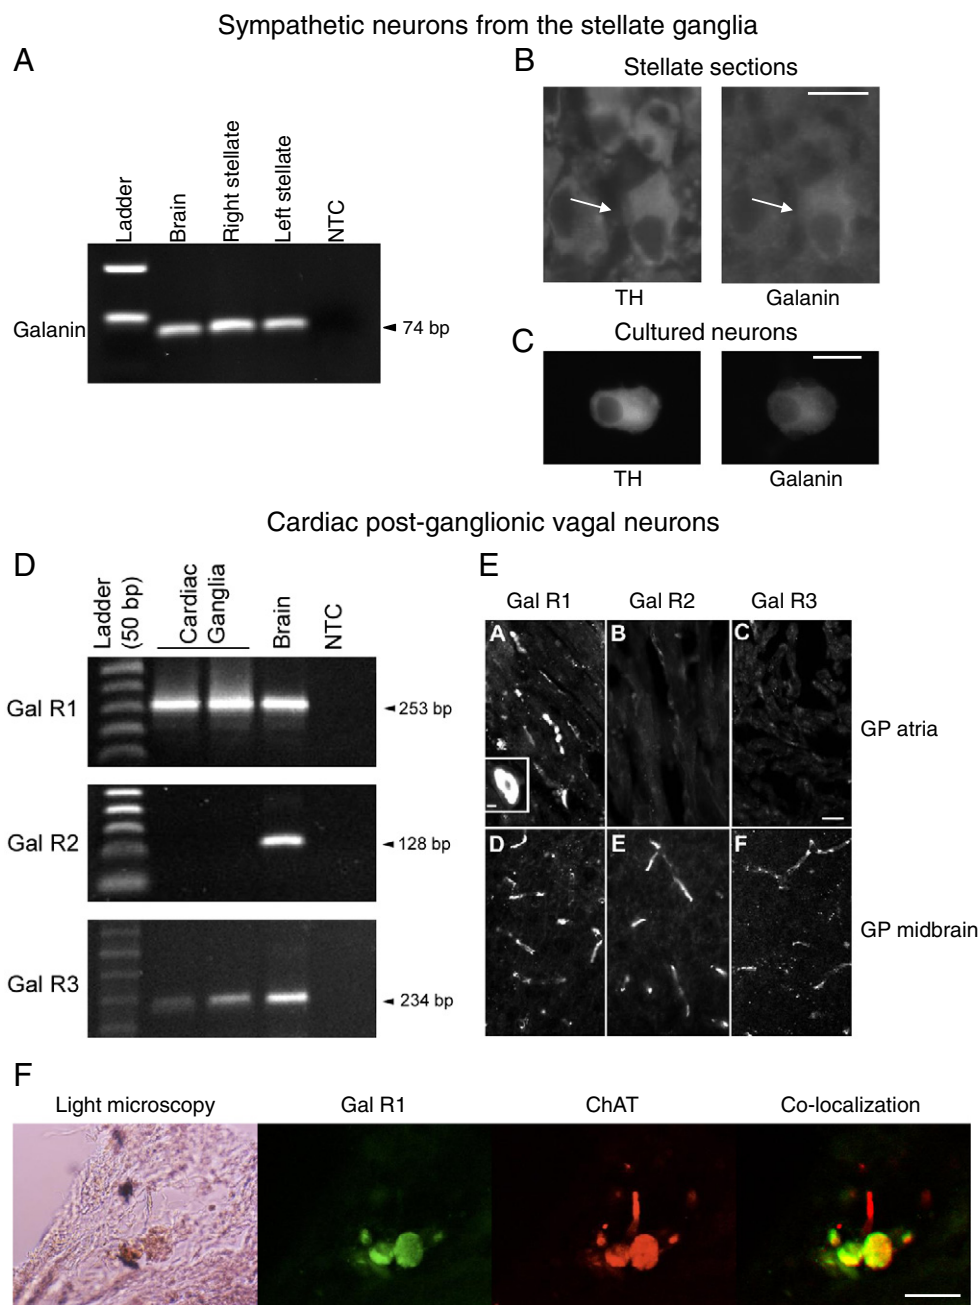 Sympathetic neurons from the stellate ganglia
A
Ladder
Brain
Right stellate
Left stellate
NTC
Galanin
◄ 74 bp
B
Stellate sections
TH
Galanin
C
Cultured neurons
TH
Galanin
Cardiac post-ganglionic vagal neurons
D
Ladder
(50 bp)
Cardiac
Ganglia
Brain
NTC
Gal R1
◄ 253 bp
Gal R2
◄ 128 bp
Gal R3
◄ 234 bp
E
Gal R1
Gal R2
Gal R3
A
B
C
GP atria
D
E
F
GP midbrain
F
Light microscopy
Gal R1
ChAT
Co-localization